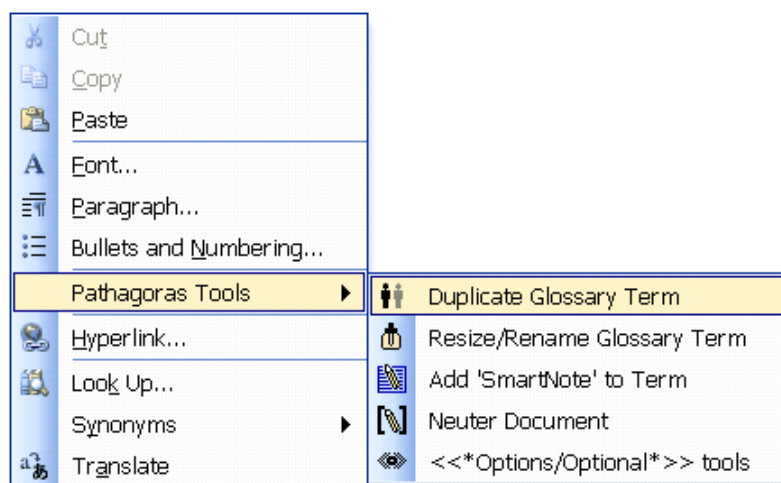 Cut
Copy
Paste
Font...
Paragraph...
Bullets and Numbering...
Pathagoras Tools
Hyperlink...
Look Up...
Synonyms
Translate
Duplicate Glossary Term
Resize/Rename Glossary Term
Add 'SmartNote' to Term
Neuter Document
<<*Options/Optional*>> tools